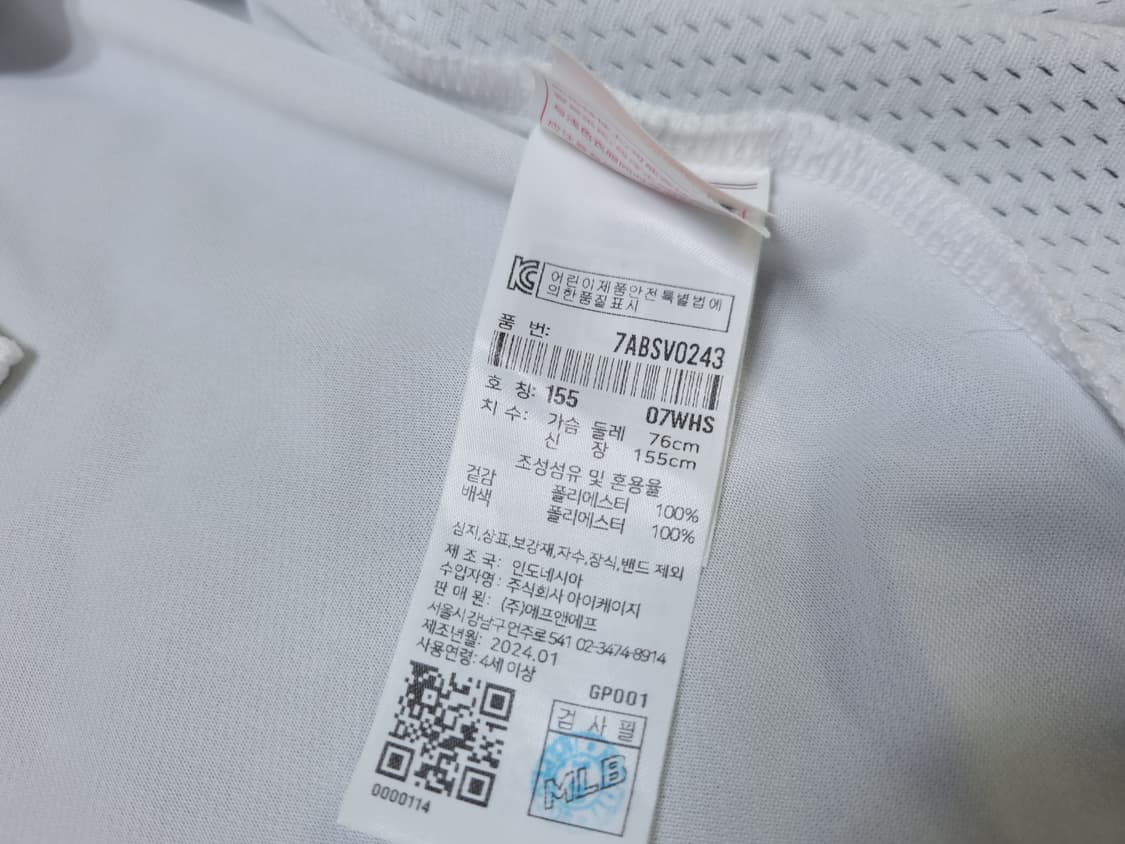 어린이제품안전특별법에
의한품질표시
품 번:
7ABSV0243
호 칭: 155 07WHS
치 수: 가슴 둘레 76cm
신 장 155cm
조성섬유 및 혼용율
겉감 폴리에스터 100%
배색 폴리에스터 100%
심지,상표,보강재,자수,장식,밴드 제외
제 조 국: 인도네시아
수입자명: 주식회사 아이케이지
판 매 원: (주)에프앤에프
서울시강남구언주로541 02-3474-8914
제조년월: 2024.01
사용연령: 4세 이상
GP001
검 사 필
MLB
0000114